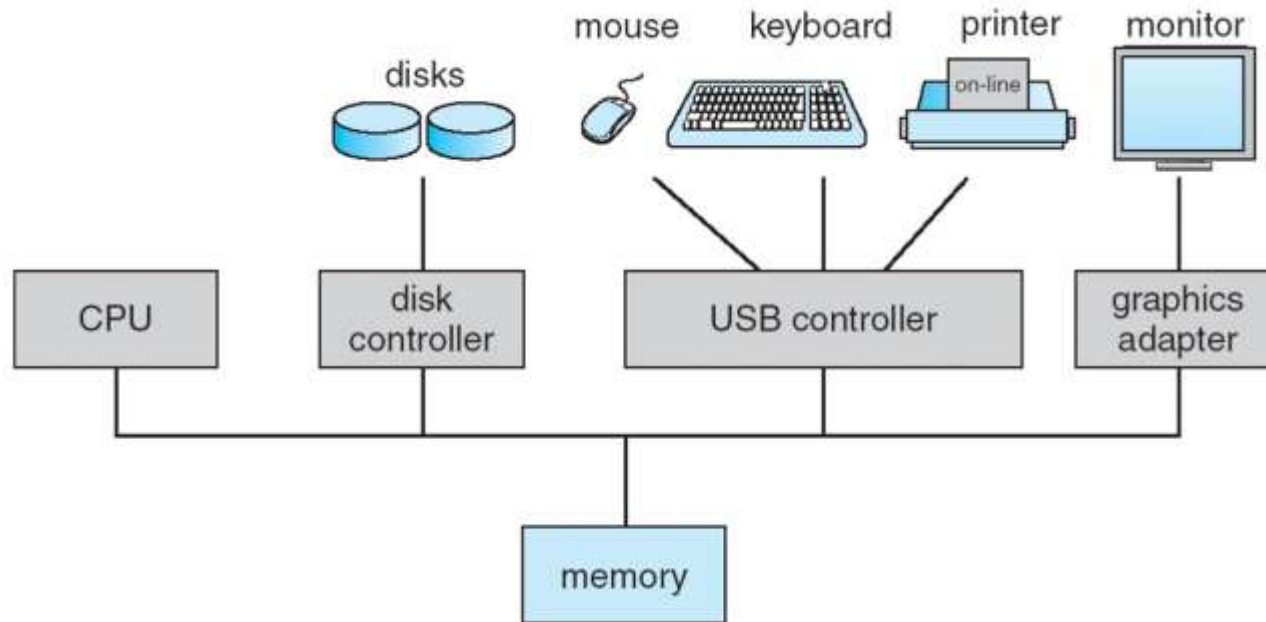 mouse
keyboard
printer
monitor
disks
on-line
CPU
disk
controller
USB controller
graphics
adapter
memory